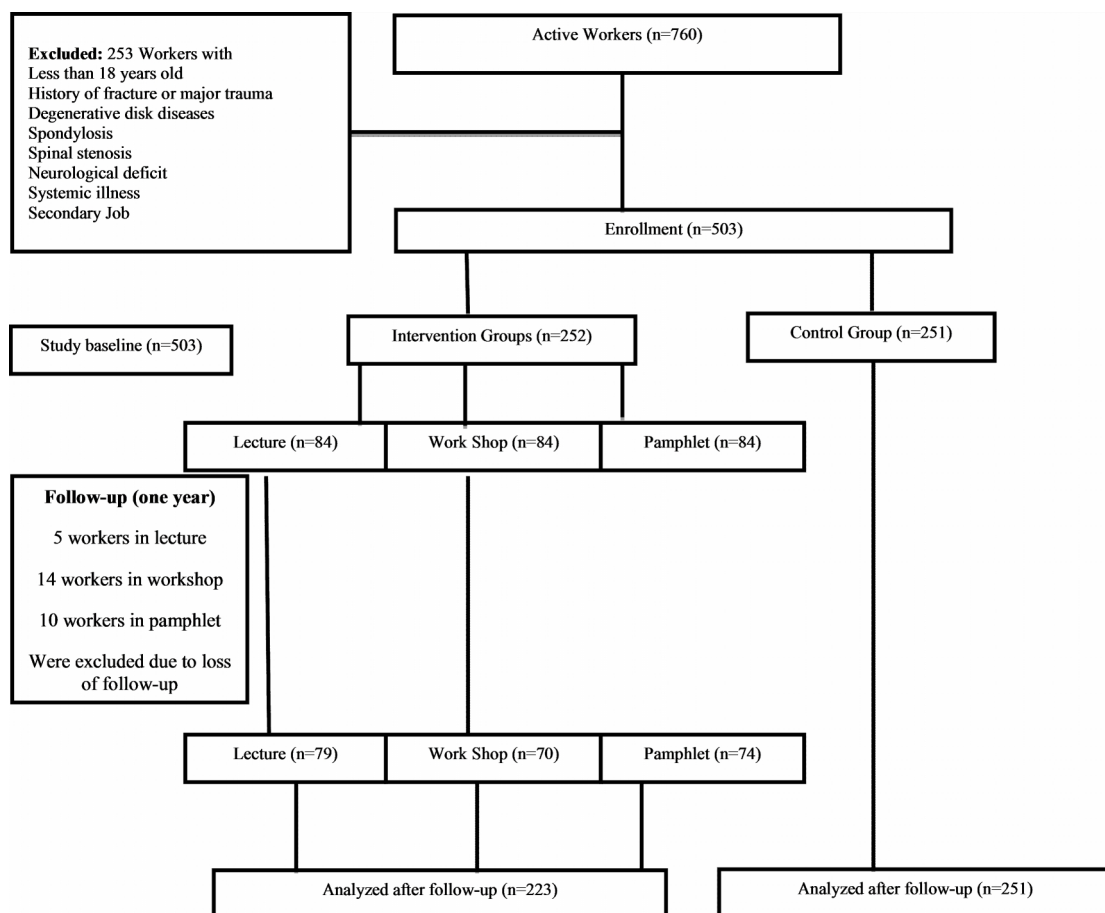 Active Workers (n=760)
Excluded: 253 Workers with
Less than 18 years old
History of fracture or major trauma
Degenerative disk diseases
Spondylosis
Spinal stenosis
Neurological deficit
Systemic illness
Secondary Job
Enrollment (n=503)
Study baseline (n=503)
Intervention Groups (n=252)
Control Group (n=251)
Lecture (n=84)
Work Shop (n=84)
Pamphlet (n=84)
Follow-up (one year)
5 workers in lecture
14 workers in workshop
10 workers in pamphlet
Were excluded due to loss
of follow-up
Lecture (n=79)
Work Shop (n=70)
Pamphlet (n=74)
Analyzed after follow-up (n=223)
Analyzed after follow-up (n=251)